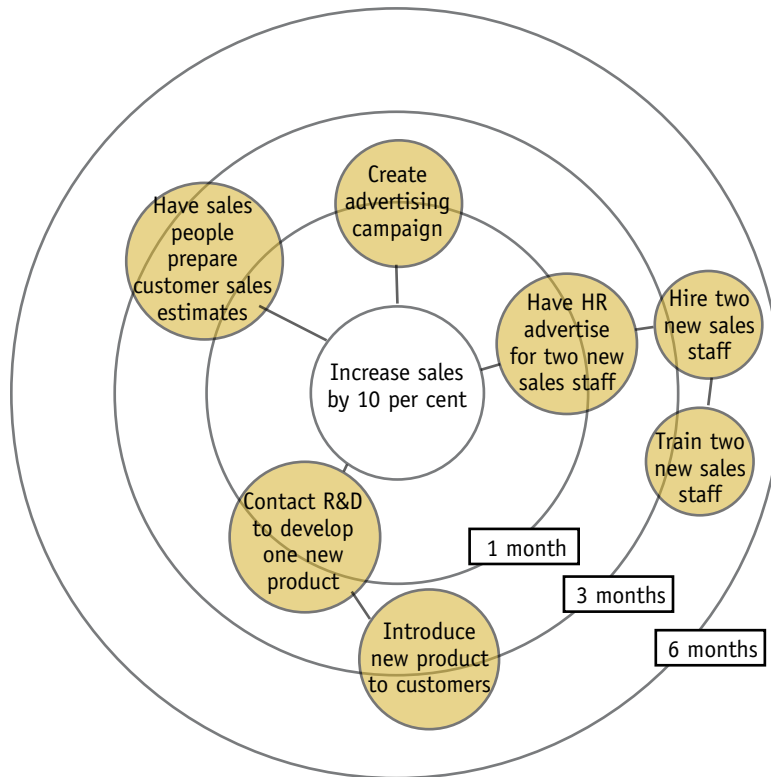 Create
advertising
campaign
Have sales
people
prepare
customer sales
estimates
Have HR
advertise
for two new
sales staff
Hire two
new sales
staff
Increase sales
by 10 per cent
Train two
new sales
staff
Contact R&D
to develop
one new
product
1 month
3 months
Introduce
new product
to customers
6 months